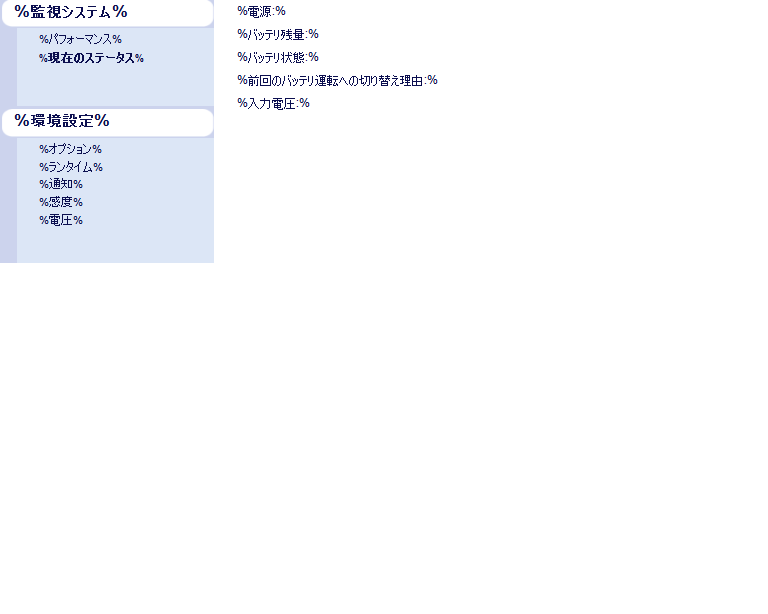 %監視システム%
%パフォーマンス%
%現在のステータス%
%環境設定%
%オプション%
%ランタイム%
%通知%
%感度%
%電圧%
%電源:%
%バッテリ残量:%
%バッテリ状態:%
%前回のバッテリ運転への切り替え理由:%
%入力電圧:%